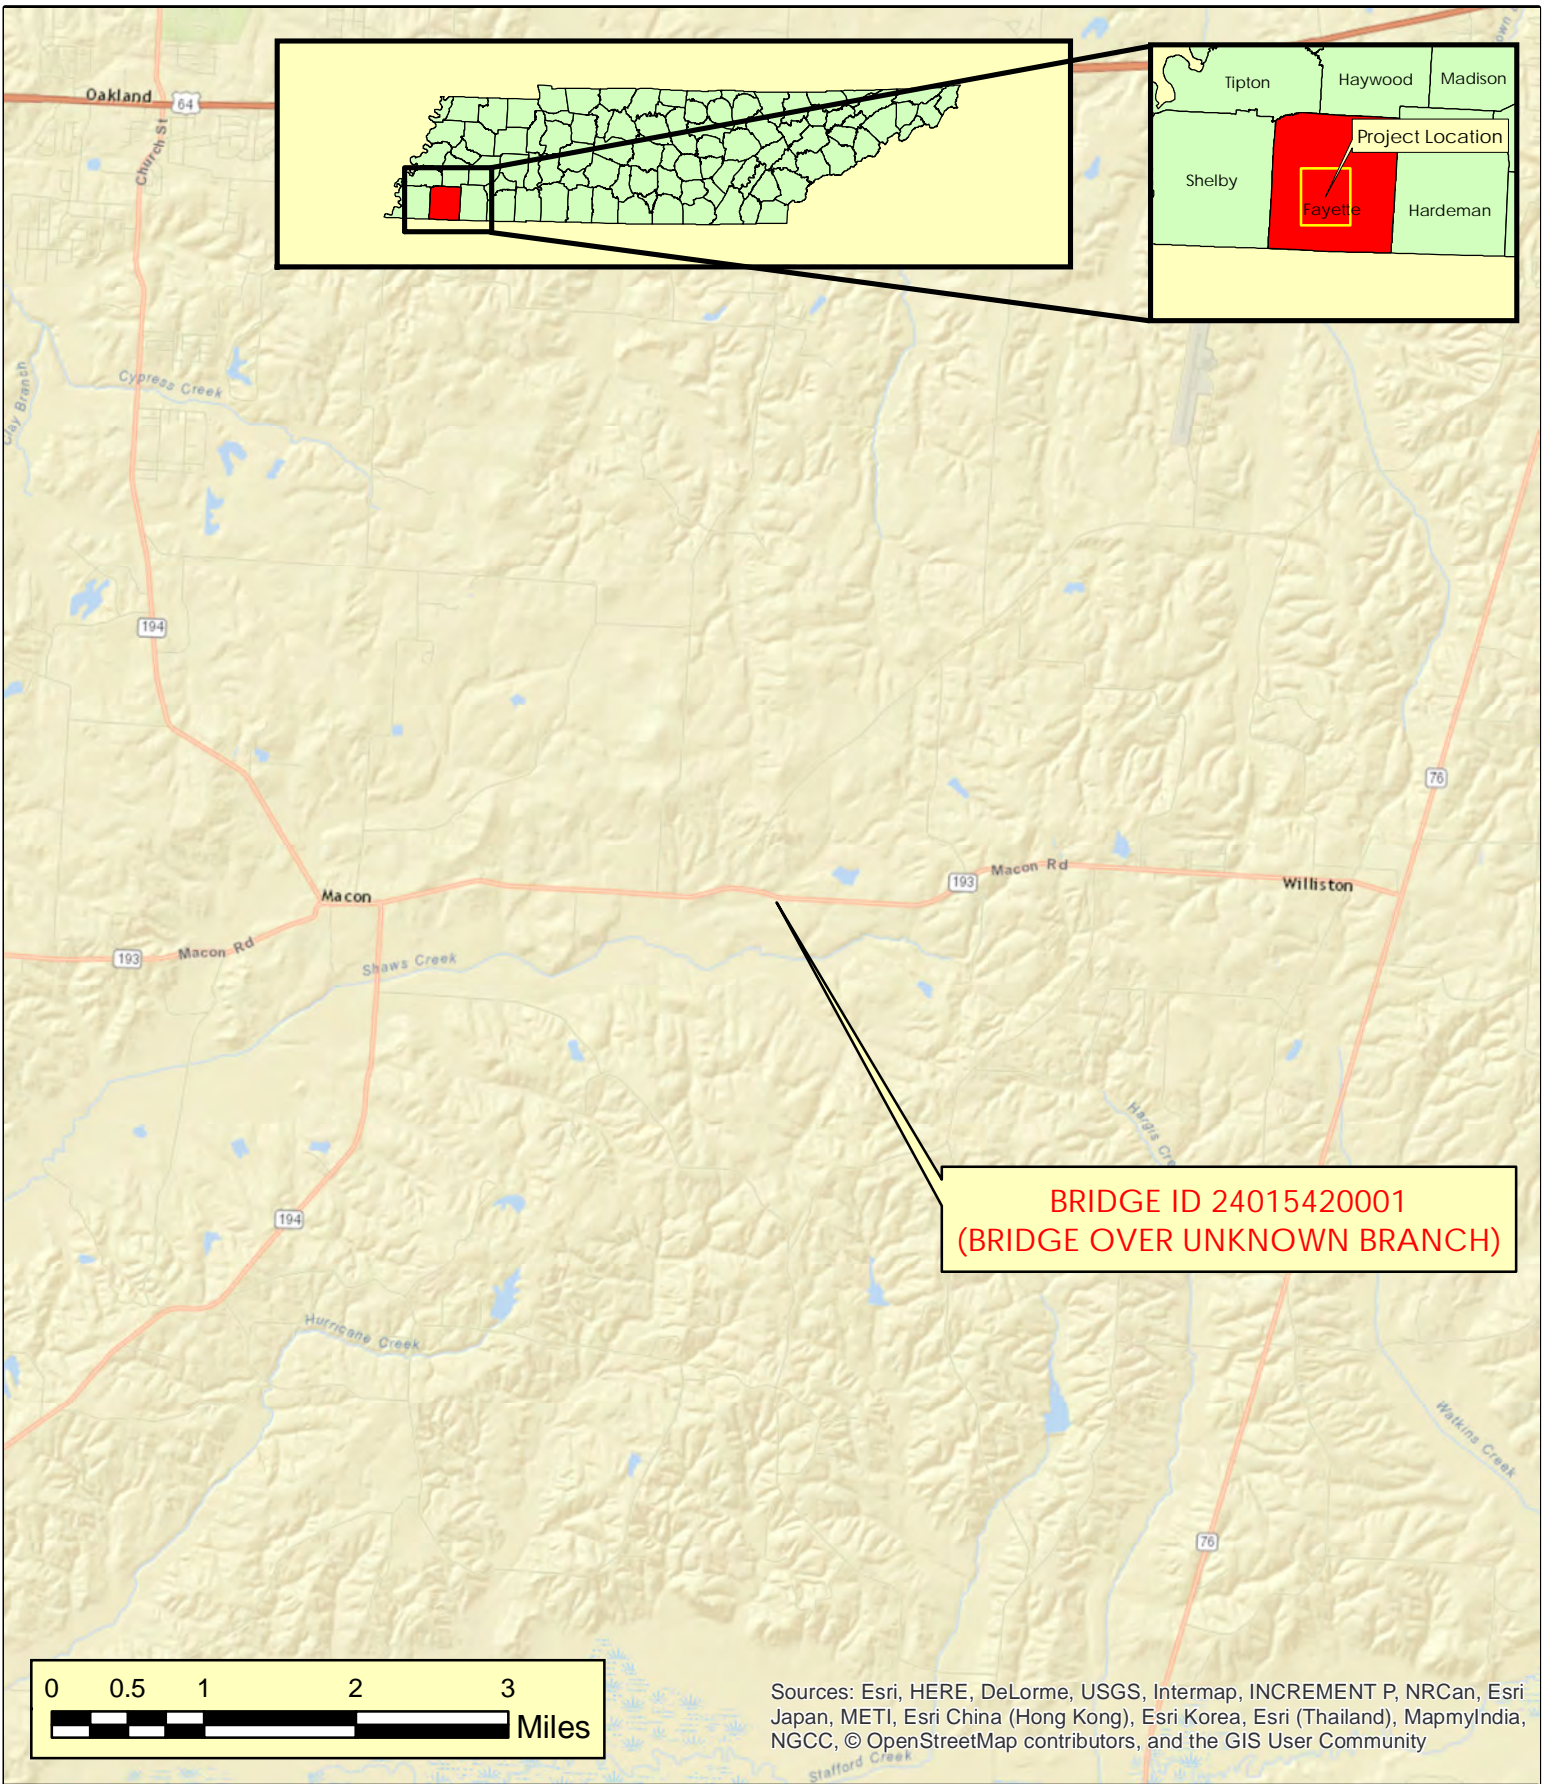 Oakland
64
Church St
Tipton
Haywood
Madison
Project Location
Shelby
Fayette
Hardeman
Cypress Creek
Clay Branch
194
76
Macon
193
Macon Rd
Williston
193
Macon Rd
Shaws Creek
Hargis Cre
BRIDGE ID 24015420001
(BRIDGE OVER UNKNOWN BRANCH)
194
Hurricane Creek
Watkins Creek
76
0 0.5 1 2 3
Miles
Sources: Esri, HERE, DeLorme, USGS, Intermap, INCREMENT P, NRCan, Esri
Japan, METI, Esri China (Hong Kong), Esri Korea, Esri (Thailand), MapmyIndia,
NGCC, © OpenStreetMap contributors, and the GIS User Community
Stafford Creek